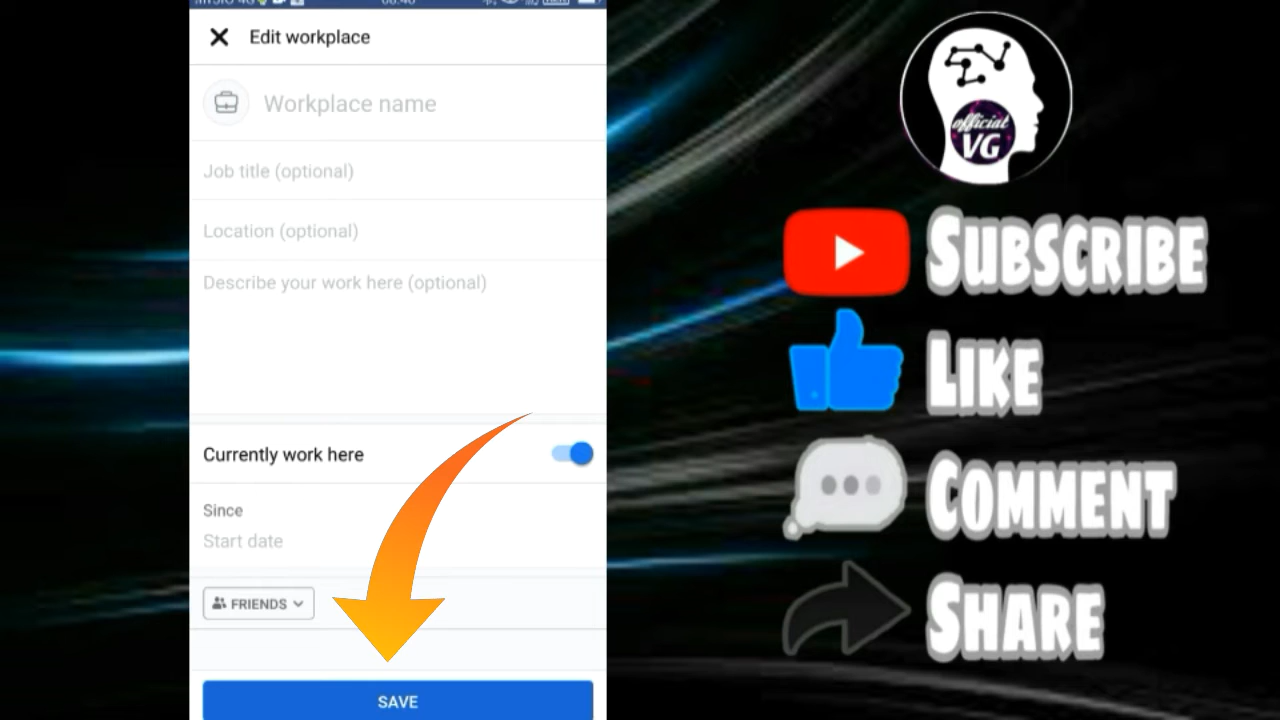 Edit workplace
Workplace name
Job title (optional)
Location (optional)
Describe your work here (optional)
Currently work here
Since
Start date
FRIENDS
SAVE
official
VG
SUBSCRIBE
LIKE
COMMENT
SHARE